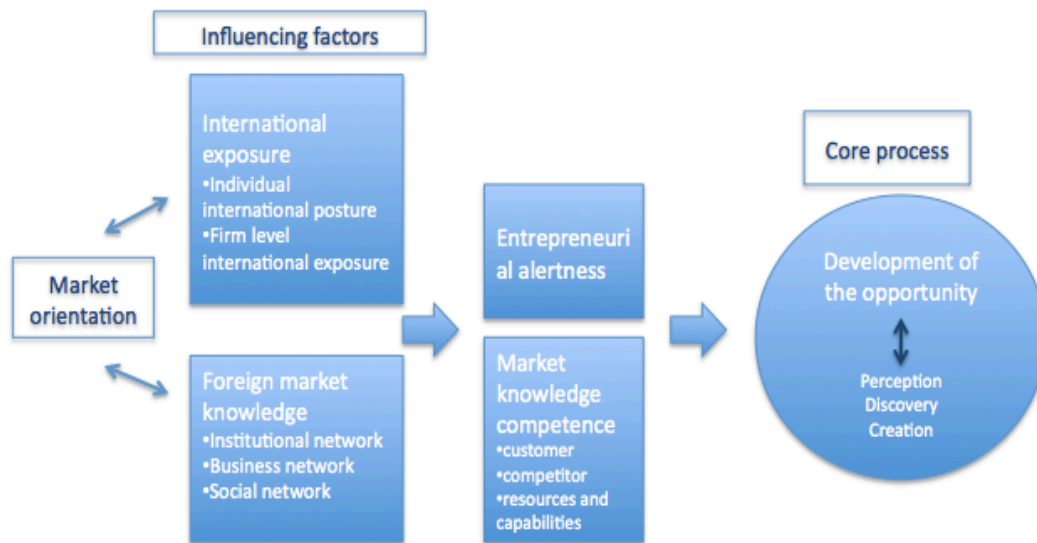 Influencing factors
International
exposure
•Individual
international posture
•Firm level
international exposure
Market
orientation
Foreign market
knowledge
•Institutional network
•Business network
•Social network
Entrepreneuri
al alertness
Market
knowledge
competence
•customer
•competitor
•resources and
capabilities
Core process
Development of
the opportunity
Perception
Discovery
Creation